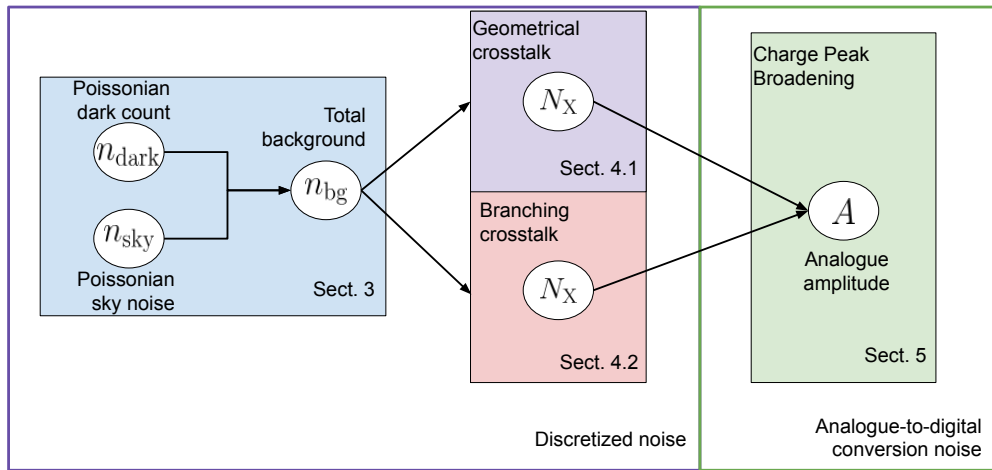 Poissonian
dark count
n_dark
n_sky
Poissonian
sky noise
Total
background
n_bg
Sect. 3
Geometrical
crosstalk
N_X
Sect. 4.1
Branching
crosstalk
N_X
Sect. 4.2
Discretized noise
Charge Peak
Broadening
A
Analogue
amplitude
Sect. 5
Analogue-to-digital
conversion noise